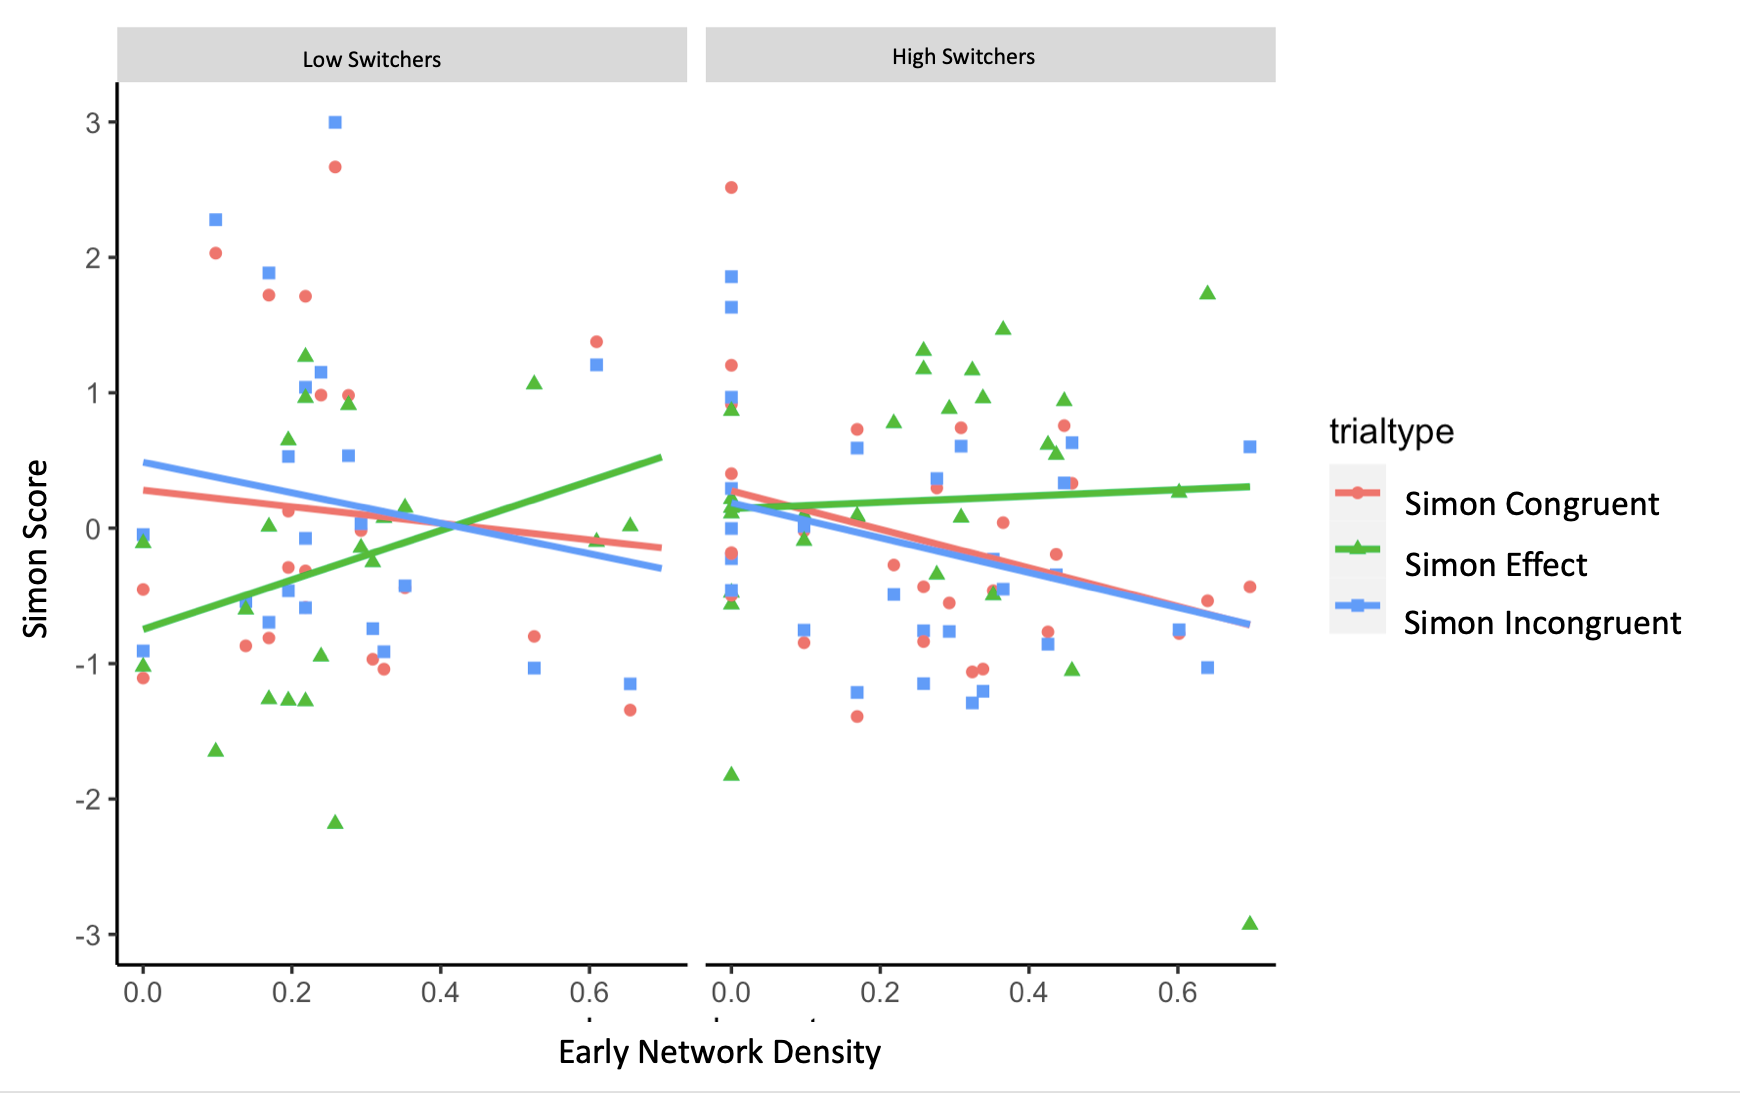 Low Switchers
High Switchers
Simon Score
3
2
1
0
-1
-2
-3
0.0 0.2 0.4 0.6
0.0 0.2 0.4 0.6
Early Network Density
trialtype
Simon Congruent
Simon Effect
Simon Incongruent